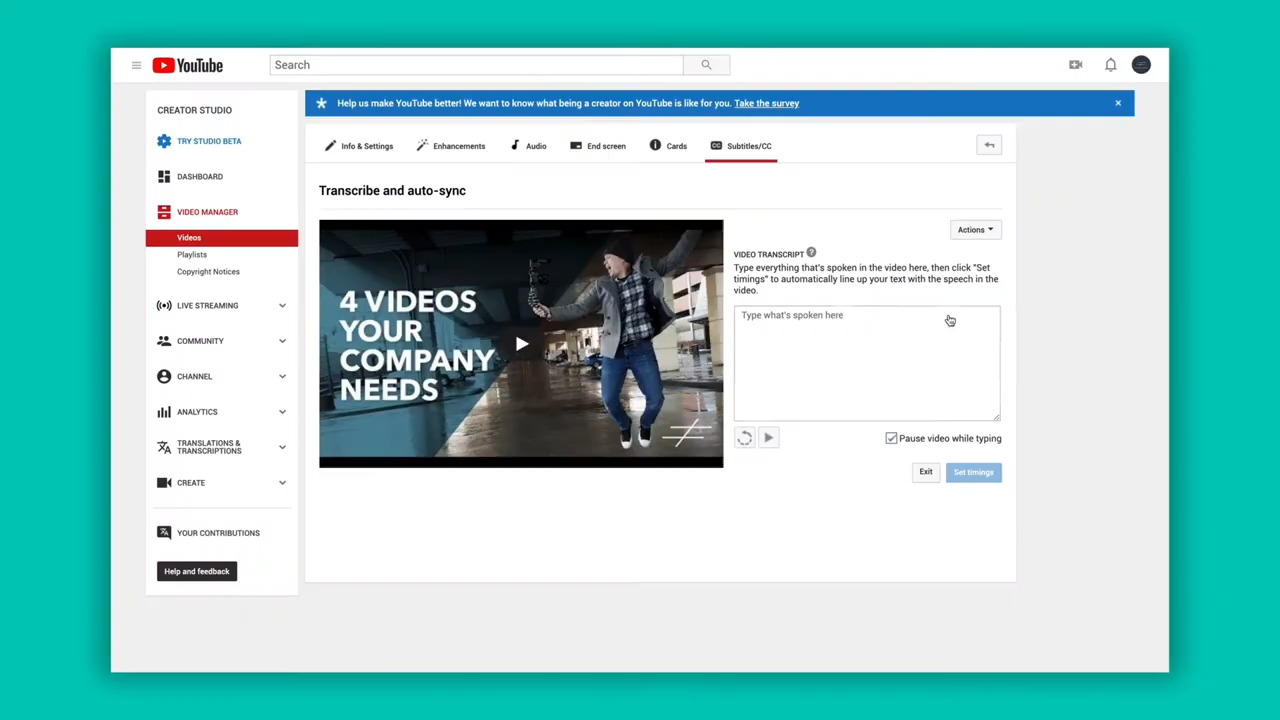 YouTube
Search
CREATOR STUDIO
TRY STUDIO BETA
DASHBOARD
VIDEO MANAGER
Videos
Playlists
Copyright Notices
LIVE STREAMING
COMMUNITY
CHANNEL
ANALYTICS
TRANSLATIONS &
TRANSCRIPTIONS
CREATE
YOUR CONTRIBUTIONS
Help and feedback
Help us make YouTube better! We want to know what being a creator on YouTube is like for you. Take the survey
Info & Settings
Enhancements
Audio
End screen
Cards
CC Subtitles/CC
Transcribe and auto-sync
4 VIDEOS
YOUR
COMPANY
NEEDS
Actions
VIDEO TRANSCRIPT ?
Type everything that's spoken in the video here, then click "Set
timings" to automatically line up your text with the speech in the
video.
Type what's spoken here
Pause video while typing
Exit
Set timings